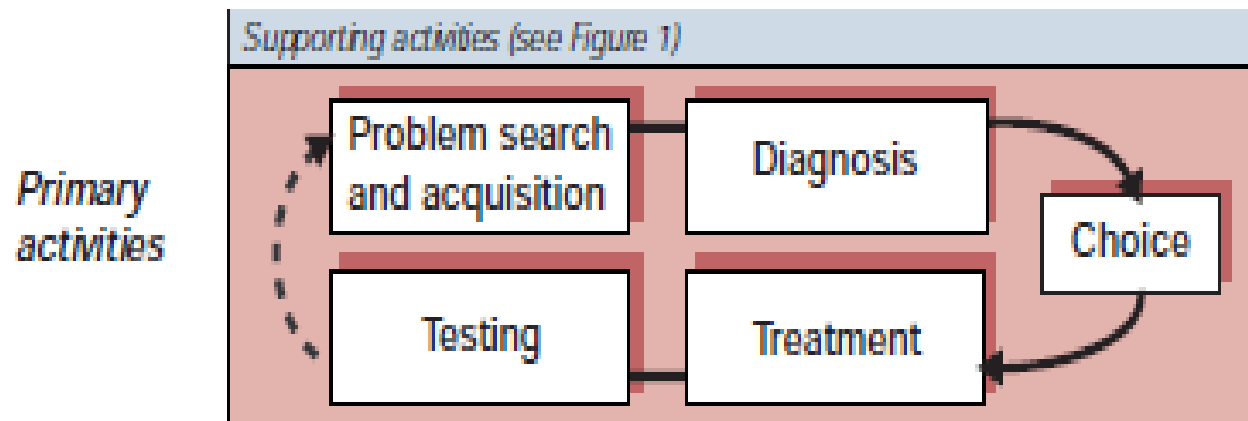 Supporting activities (see Figure 1)
Primary
activities
Problem search
and acquisition
Diagnosis
Choice
Testing
Treatment